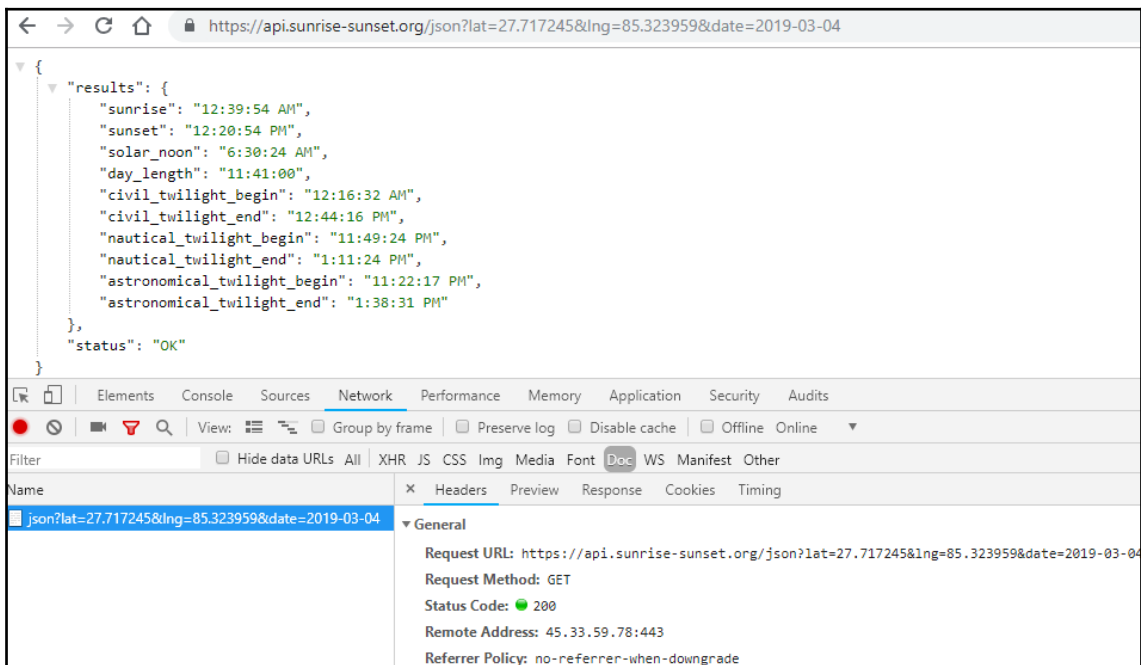 https://api.sunrise-sunset.org/json?lat=27.717245&lng=85.323959&date=2019-03-04
{
"results": {
"sunrise": "12:39:54 AM",
"sunset": "12:20:54 PM",
"solar_noon": "6:30:24 AM",
"day_length": "11:41:00",
"civil_twilight_begin": "12:16:32 AM",
"civil_twilight_end": "12:44:16 PM",
"nautical_twilight_begin": "11:49:24 PM",
"nautical_twilight_end": "1:11:24 PM",
"astronomical_twilight_begin": "11:22:17 PM",
"astronomical_twilight_end": "1:38:31 PM"
},
"status": "OK"
}
Elements Console Sources Network Performance Memory Application Security Audits
View: Group by frame Preserve log Disable cache Offline Online
Filter Hide data URLs All XHR JS CSS Img Media Font Doc WS Manifest Other
Name × Headers Preview Response Cookies Timing
json?lat=27.717245&lng=85.323959&date=2019-03-04
General
Request URL: https://api.sunrise-sunset.org/json?lat=27.717245&lng=85.323959&date=2019-03-04
Request Method: GET
Status Code: 200
Remote Address: 45.33.59.78:443
Referrer Policy: no-referrer-when-downgrade